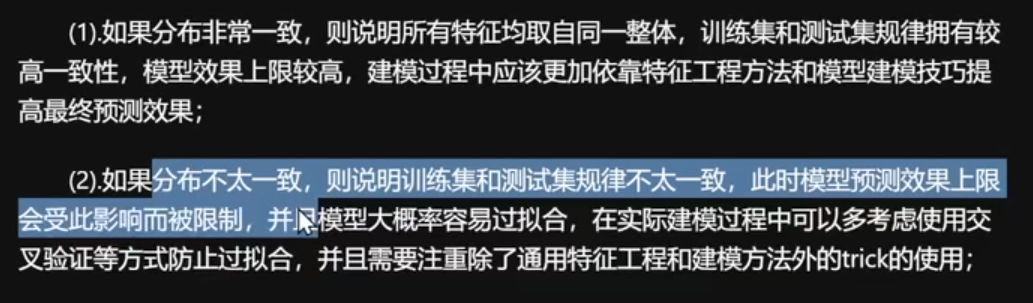 (1).如果分布非常一致，则说明所有特征均取自同一整体，训练集和测试集规律拥有较
高一致性，模型效果上限较高，建模过程中应该更加依靠特征工程方法和模型建模技巧提
高最终预测效果；
(2).如果分布不太一致，则说明训练集和测试集规律不太一致，此时模型预测效果上限
会受此影响而被限制，并且模型大概率容易过拟合，在实际建模过程中可以多考虑使用交
叉验证等方式防止过拟合，并且需要注重除了通用特征工程和建模方法外的trick的使用；